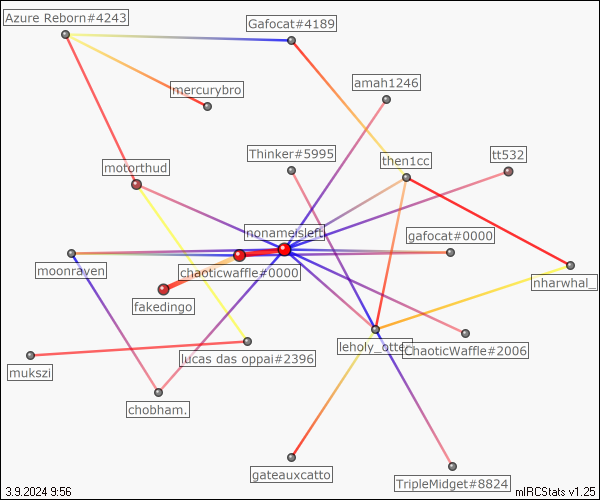 Azure Reborn#4243
Gafocat#4189
mercurybro
amah1246
Thinker#5995
then1cc
tt532
motorthud
nonameisleft
gafocat#0000
moonraven
chaoticwaffle#0000
nharwhal_
fakedingo
leholy_otter
ChaoticWaffle#2006
lucas das oppai#2396
mukszi
chobham.
gateauxcatto
TripleMidget#8824
3.9.2024 9:56
mIRCStats v1.25